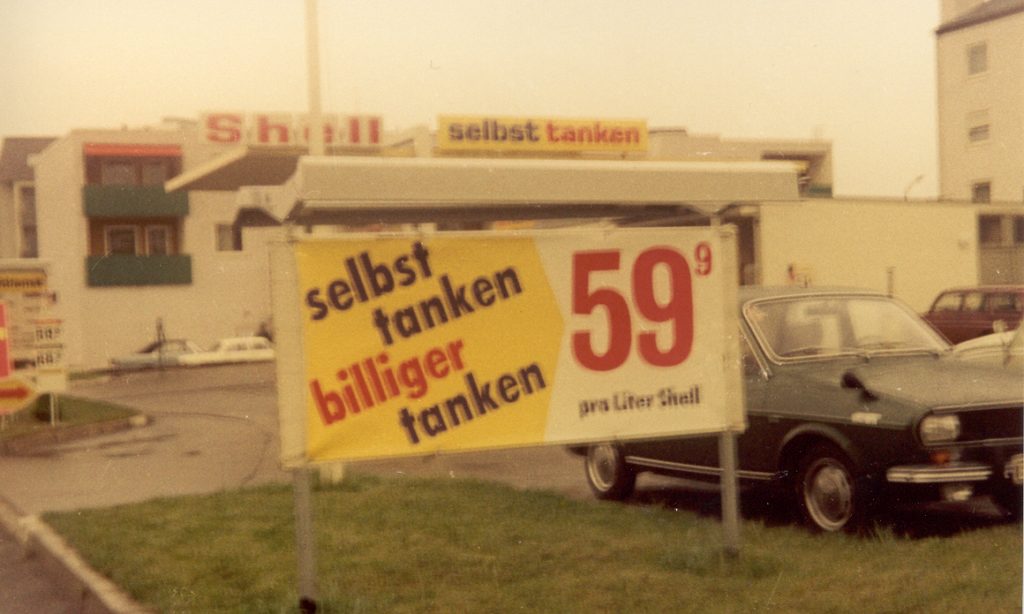 Shell
selbst tanken
selbst
tanken
billiger
tanken
59⁹
pro Liter Shell